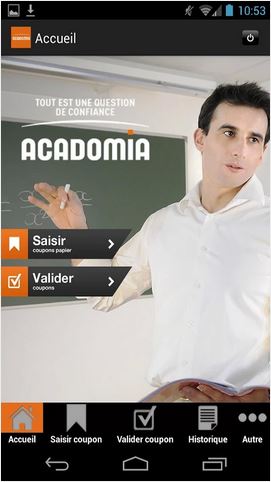 10:53
ACADOMIA
Accueil
TOUT EST UNE QUESTION
DE CONFIANCE
ACADOMIA
Saisir
coupons papier
Valider
coupons
Accueil
Saisir coupon
Valider coupon
Historique
Autre